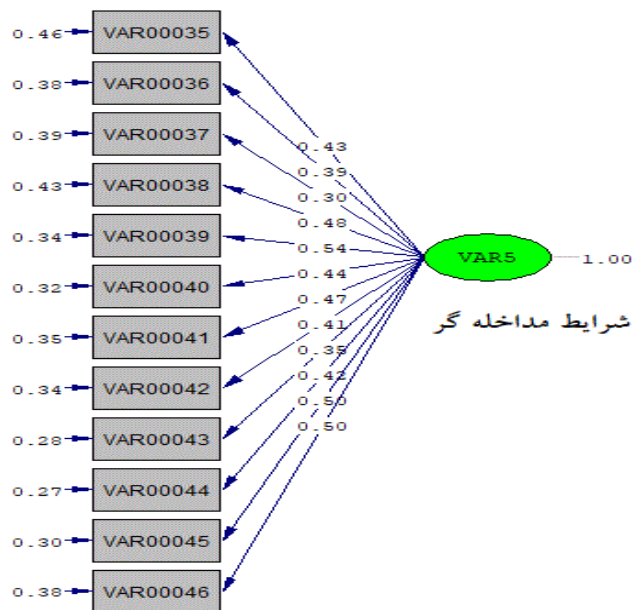 0.46 VAR00035
0.38 VAR00036
0.39 VAR00037
0.43 VAR00038
0.34 VAR00039
0.32 VAR00040
0.35 VAR00041
0.34 VAR00042
0.28 VAR00043
0.27 VAR00044
0.30 VAR00045
0.38 VAR00046
0.43
0.39
0.30
0.48
0.54
0.44
0.47
0.41
0.35
0.42
0.50
0.50
VAR5 1.00
شرایط مداخله گر